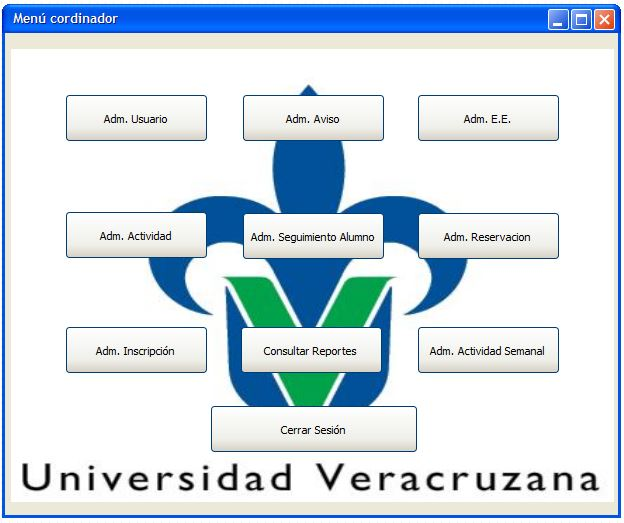 Menú cordinador
Adm. Usuario
Adm. Aviso
Adm. E.E.
Adm. Actividad
Adm. Seguimiento Alumno
Adm. Reservacion
Adm. Inscripción
Consultar Reportes
Adm. Actividad Semanal
Cerrar Sesión
Universidad Veracruzana